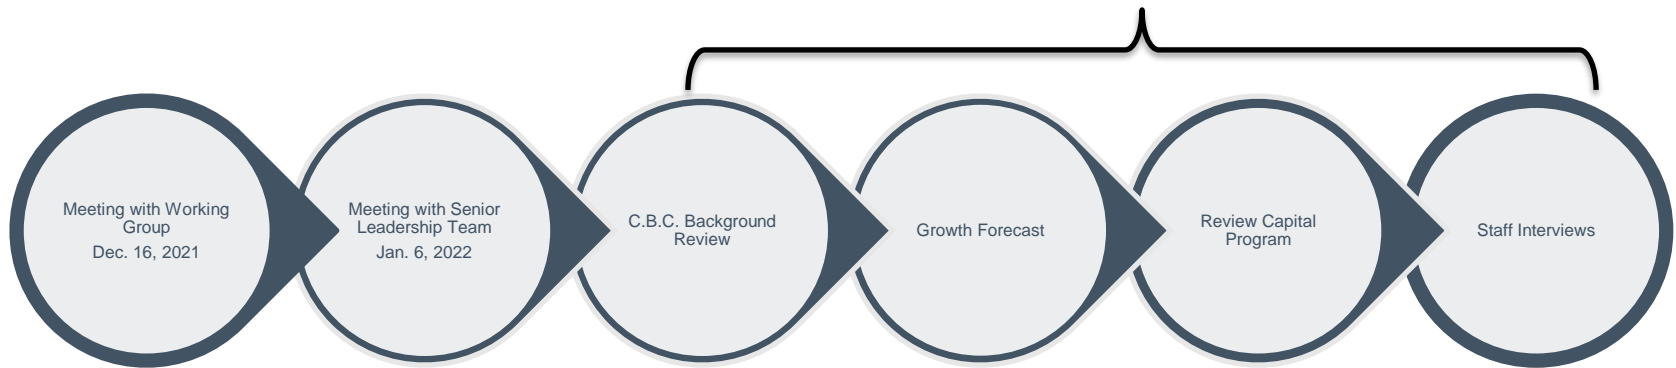 Meeting with Working
Group
Dec. 16, 2021
Meeting with Senior
Leadership Team
Jan. 6, 2022
C.B.C. Background
Review
Growth Forecast
Review Capital
Program
Staff Interviews